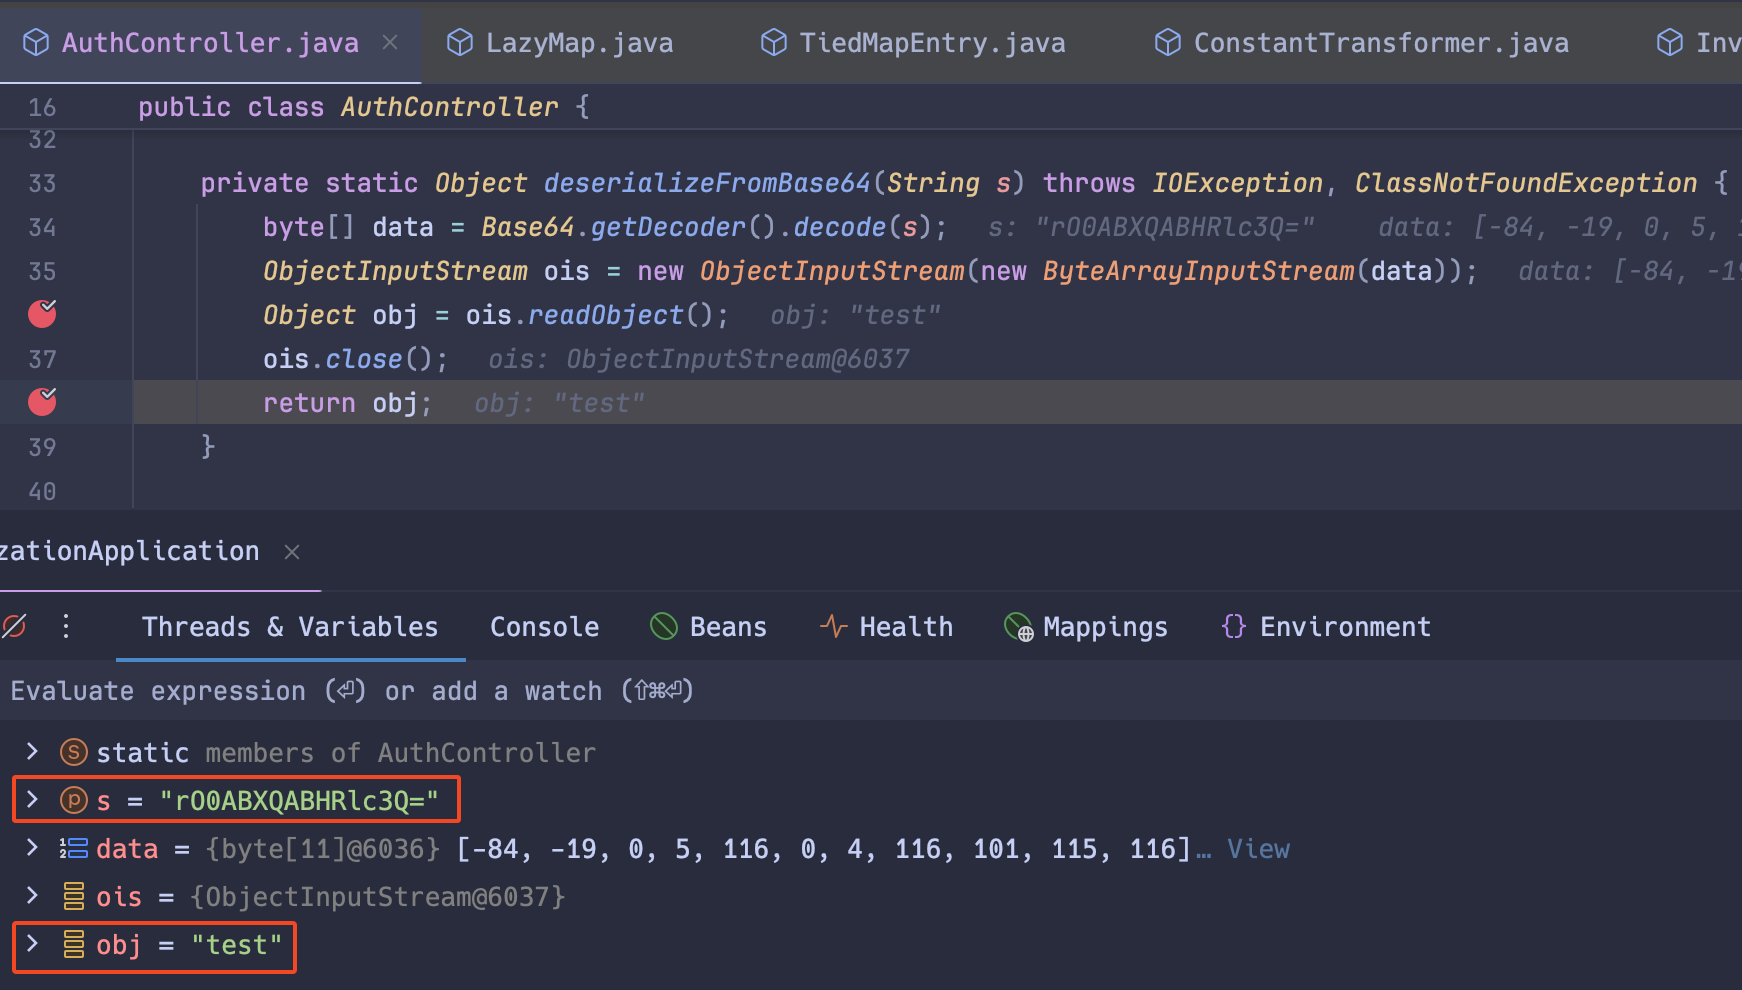 AuthController.java LazyMap.java TiedMapEntry.java ConstantTransformer.java Inv
16 public class AuthController {
32
33 private static Object deserializeFromBase64(String s) throws IOException, ClassNotFoundException {
34 byte[] data = Base64.getDecoder().decode(s); s: "rO0ABXQABHRlc3Q=" data: [-84, -19, 0, 5, 1
35 ObjectInputStream ois = new ObjectInputStream(new ByteArrayInputStream(data)); data: [-84, -19
Object obj = ois.readObject(); obj: "test"
37 ois.close(); ois: ObjectInputStream@6037
return obj; obj: "test"
39 }
40
zationApplication
Threads & Variables Console Beans Health Mappings Environment
Evaluate expression (⏎) or add a watch (⇧⌘⏎)
static members of AuthController
s = "rO0ABXQABHRlc3Q="
data = {byte[11]@6036} [-84, -19, 0, 5, 116, 0, 4, 116, 101, 115, 116]… View
ois = {ObjectInputStream@6037}
obj = "test"